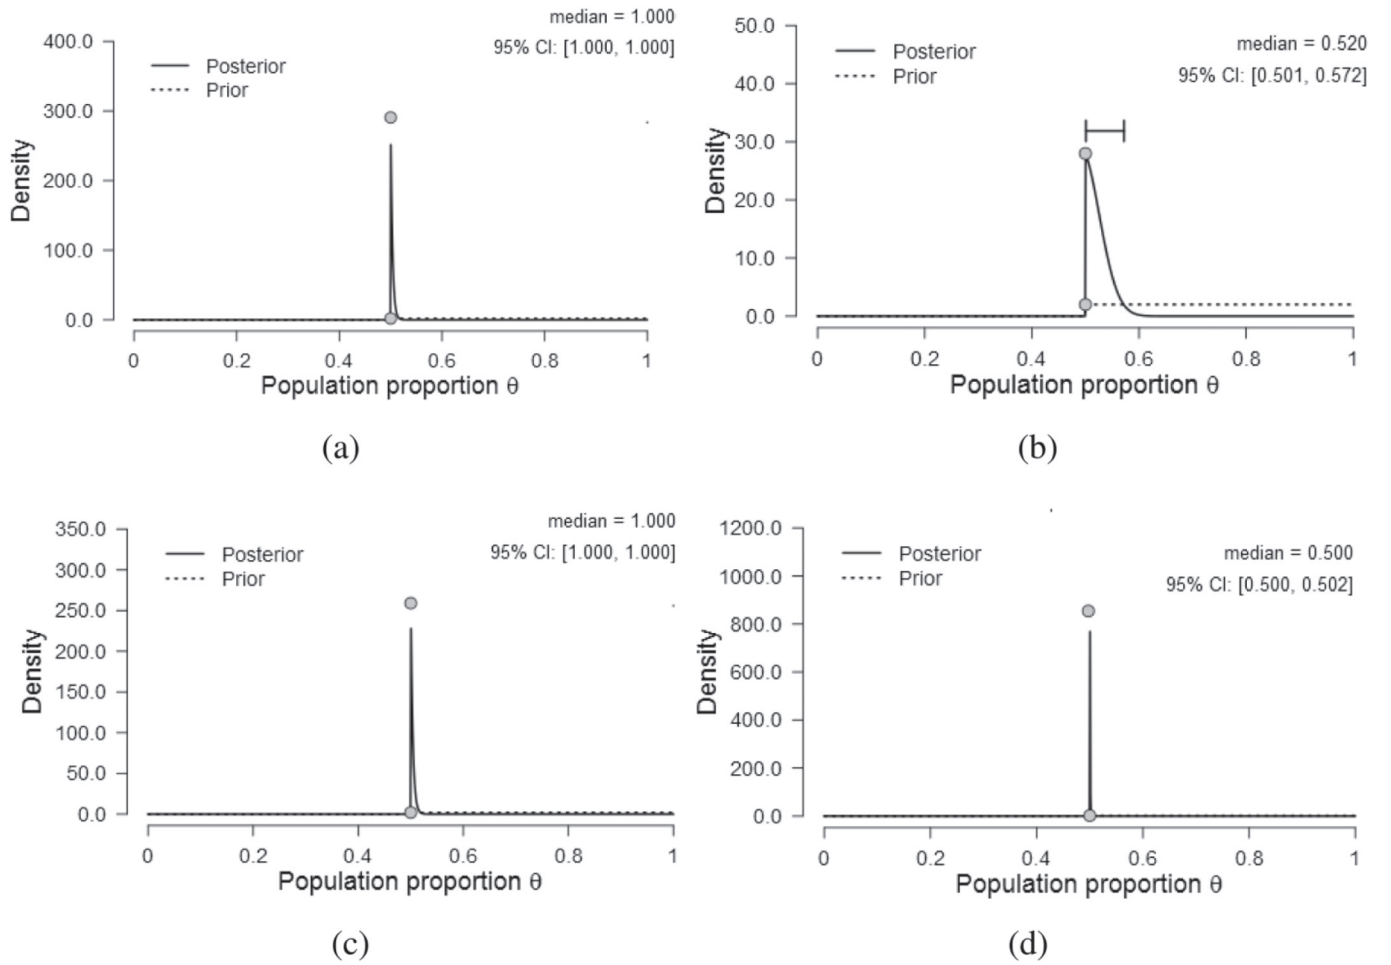 median = 1.000
95% CI: [1.000, 1.000]
Posterior
Prior
400.0
300.0
200.0
100.0
0.0
Density
0 0.2 0.4 0.6 0.8 1
Population proportion θ
(a)
median = 0.520
95% CI: [0.501, 0.572]
Posterior
Prior
50.0
40.0
30.0
20.0
10.0
0.0
Density
0 0.2 0.4 0.6 0.8 1
Population proportion θ
(b)
median = 1.000
95% CI: [1.000, 1.000]
Posterior
Prior
350.0
300.0
250.0
200.0
150.0
100.0
50.0
0.0
Density
0 0.2 0.4 0.6 0.8 1
Population proportion θ
(c)
median = 0.500
95% CI: [0.500, 0.502]
Posterior
Prior
1200.0
1000.0
800.0
600.0
400.0
200.0
0.0
Density
0 0.2 0.4 0.6 0.8 1
Population proportion θ
(d)